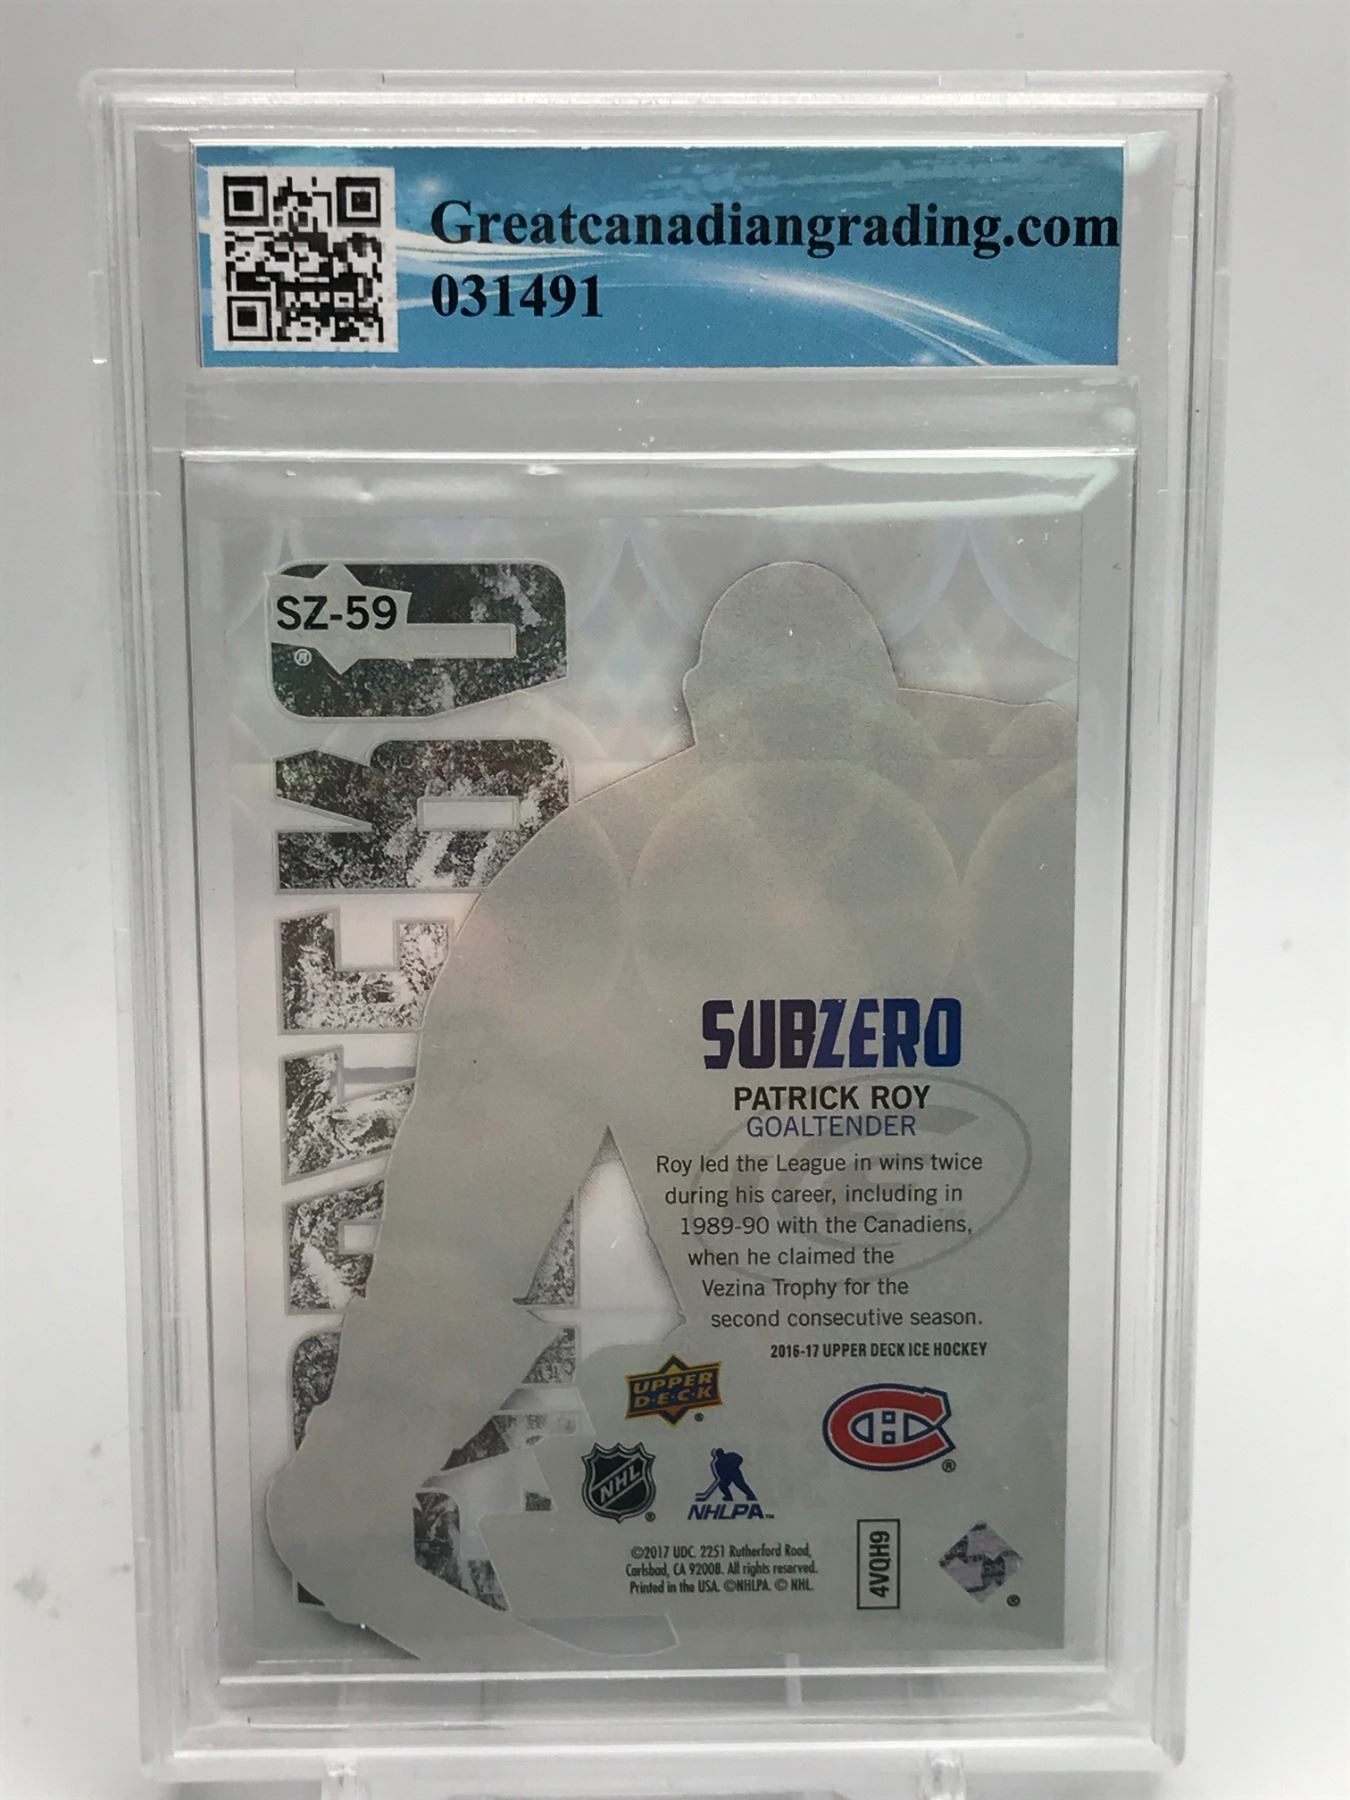 Greatcanadiangrading.com
031491
SZ-59
®
SUBZERO
PATRICK ROY
GOALTENDER
Roy led the League in wins twice
during his career, including in
1989-90 with the Canadiens,
when he claimed the
Vezina Trophy for the
second consecutive season.
2016-17 UPPER DECK ICE HOCKEY
UPPER
D·E·C·K
®
NHL
®
NHLPA™
®
©2017 UDC. 2251 Rutherford Road,
Carlsbad, CA 92008. All rights reserved.
Printed in the USA. ©NHLPA. © NHL.
4VQH9
®